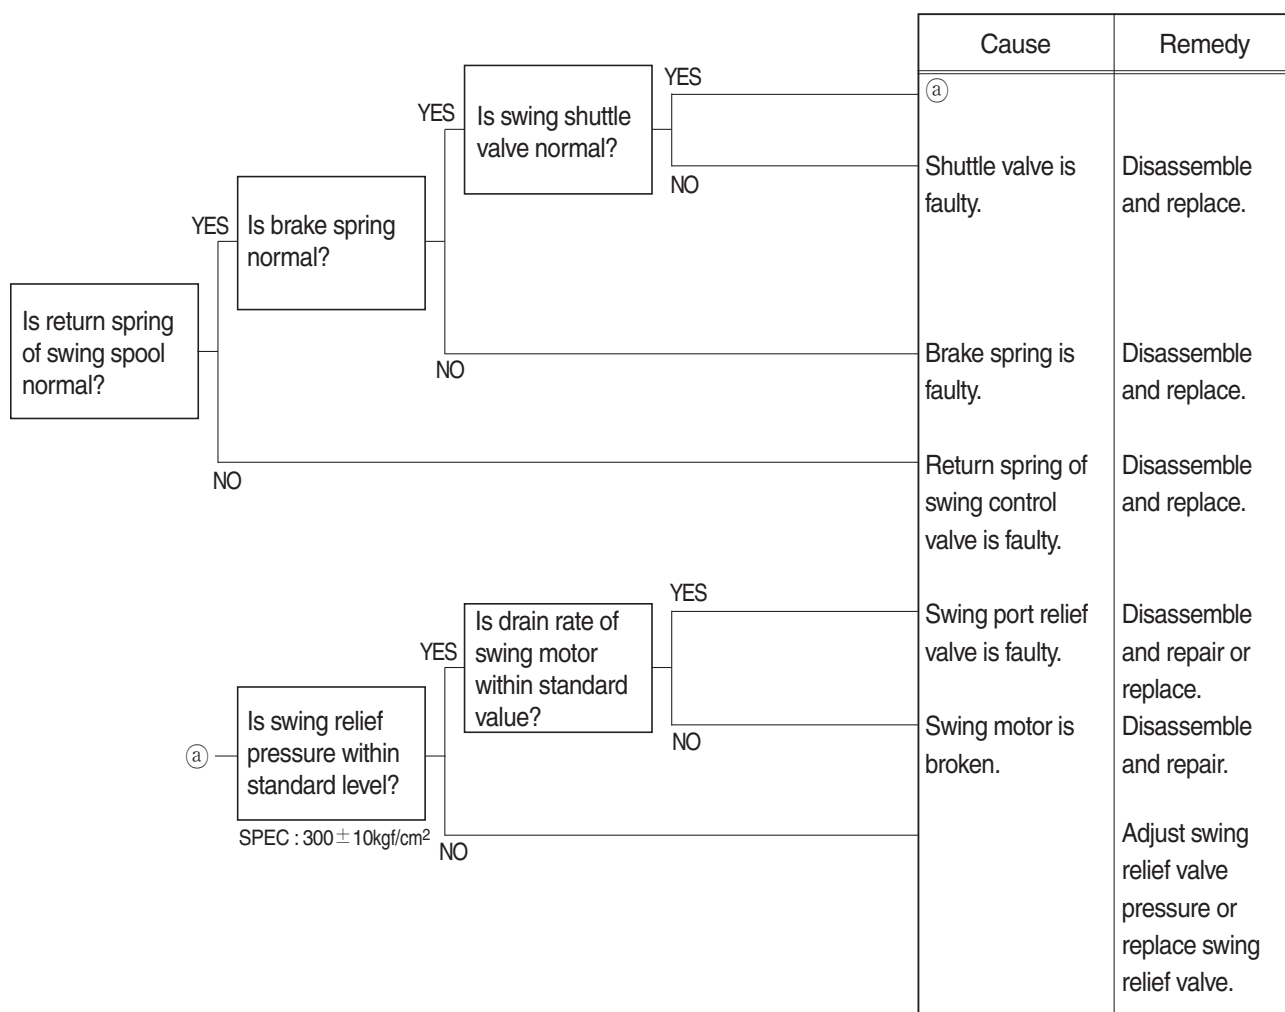 Cause
Remedy
YES
ⓐ
YES
Is swing shuttle
valve normal?
NO
Shuttle valve is
faulty.
Disassemble
and replace.
YES
Is brake spring
normal?
NO
Brake spring is
faulty.
Disassemble
and replace.
Is return spring
of swing spool
normal?
NO
Return spring of
swing control
valve is faulty.
Disassemble
and replace.
YES
Swing port relief
valve is faulty.
Disassemble
and repair or
replace.
YES
Is drain rate of
swing motor
within standard
value?
NO
Swing motor is
broken.
Disassemble
and repair.
ⓐ
Is swing relief
pressure within
standard level?
SPEC : 300±10kgf/cm²
NO
Adjust swing
relief valve
pressure or
replace swing
relief valve.